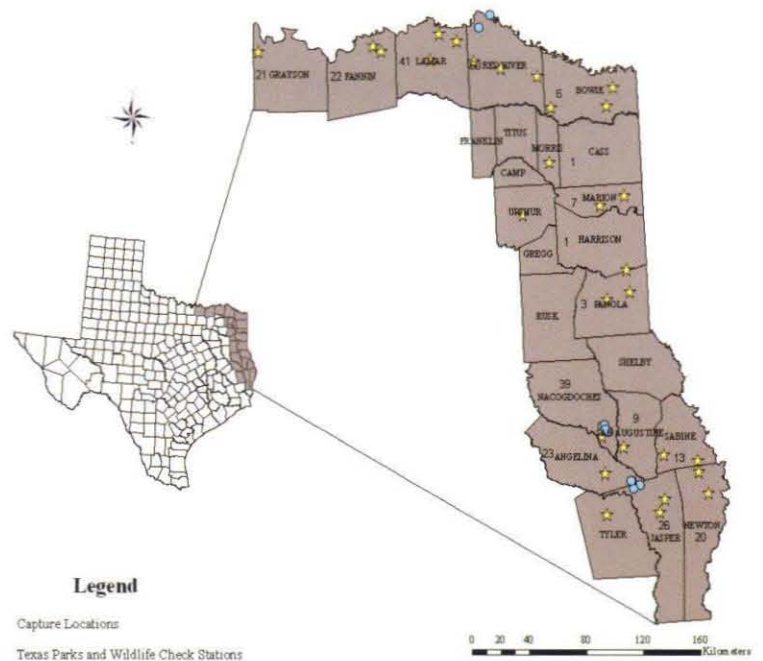 21 GRAYSON
22 FANNIN
41 LAMAR
RED RIVER
6 BOWIE
FRANKLIN
TITUS
MORRIS
1 CASS
CAMP
7 MARION
UPSHUR
1 HARRISON
GREGG
RUSK
3 PANOLA
SHELBY
39
NACOGDOCHES
9
AUGUSTINE
SABINE
13
23 ANGELINA
TYLER
26
JASPER
NEWTON
20
Legend
Capture Locations
Texas Parks and Wildlife Check Stations
0 20 40 80 120 160
Kilometers